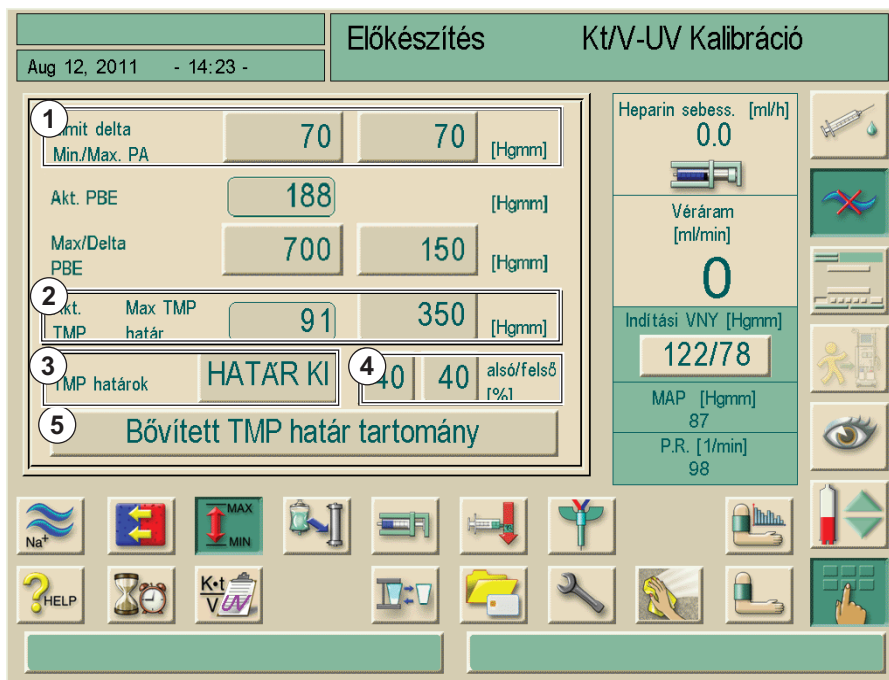 Előkészítés Kt/V-UV Kalibráció
Aug 12, 2011 - 14:23 -
1
limit delta
Min./Max. PA
70 70 [Hgmm]
Akt. PBE 188 [Hgmm]
Max/Delta
PBE
700 150 [Hgmm]
2
Akt. Max TMP
TMP határ
91 350 [Hgmm]
3
TMP határok HATÁR KI
4
40 40 alsó/felső
[%]
5
Bővített TMP határ tartomány
Heparin sebess. [ml/h]
0.0
Véráram
[ml/min]
0
Indítási VNY [Hgmm]
122/78
MAP [Hgmm]
87
P.R. [1/min]
98
Na+
MAX
MIN
HELP
K•t
V UV